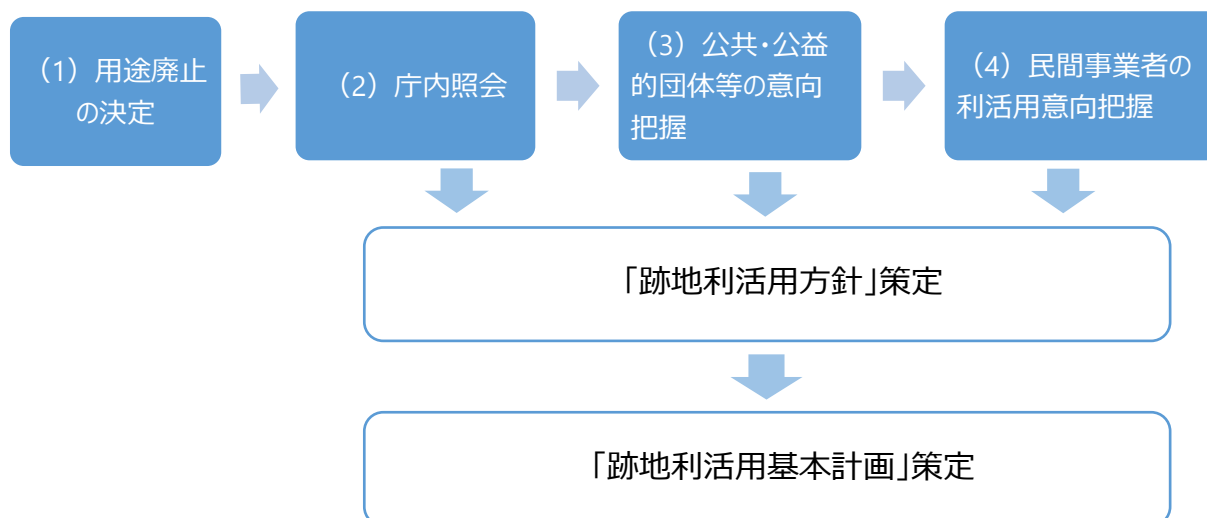 （1）用途廃止
の決定
（2）庁内照会
（3）公共・公益
的団体等の意向
把握
（4）民間事業者の
利活用意向把握
「跡地利活用方針」策定
「跡地利活用基本計画」策定